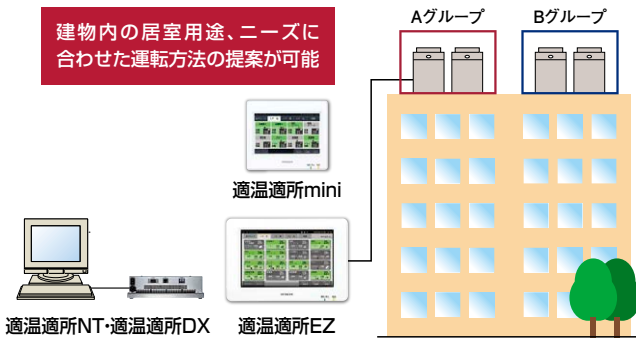 建物内の居室用途、ニーズに
合わせた運転方法の提案が可能
Aグループ
Bグループ
適温適所mini
適温適所NT・適温適所DX
適温適所EZ